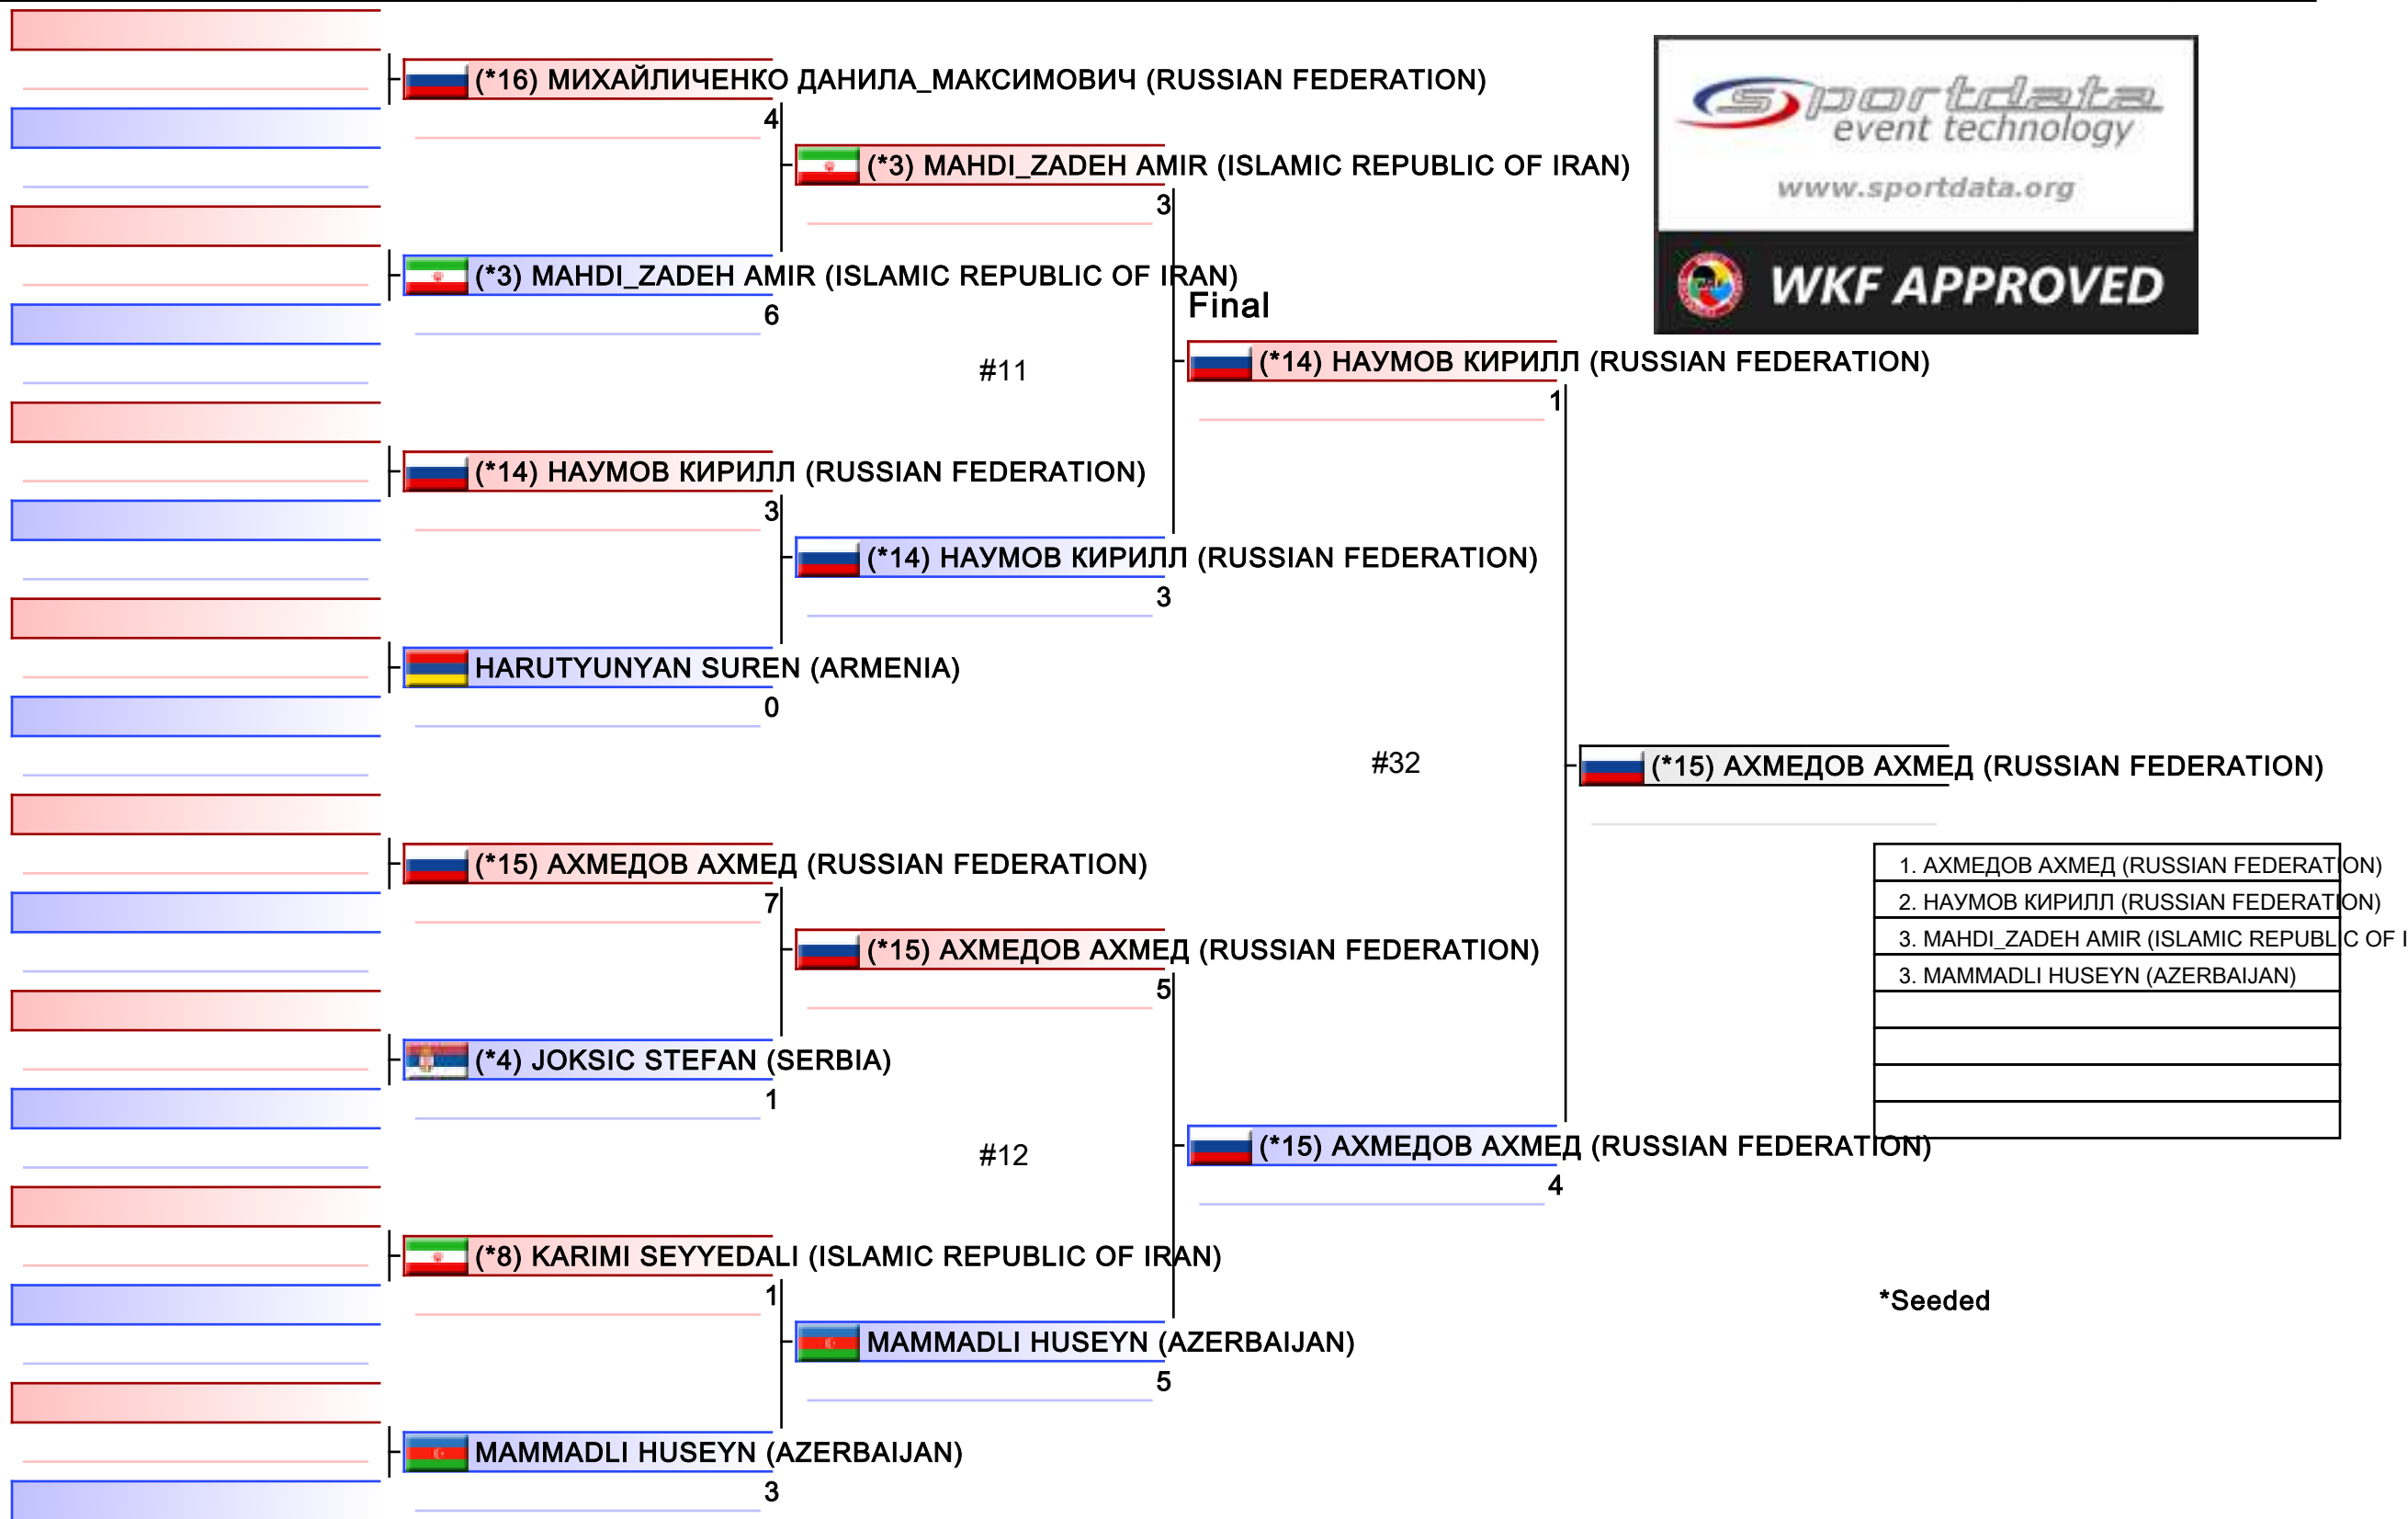 (*16) МИХАЙЛИЧЕНКО ДАНИЛА_МАКСИМОВИЧ (RUSSIAN FEDERATION)
4
(*3) MAHDI_ZADEH AMIR (ISLAMIC REPUBLIC OF IRAN)
6
(*14) НАУМОВ КИРИЛЛ (RUSSIAN FEDERATION)
3
HARUTYUNYAN SUREN (ARMENIA)
0
(*15) АХМЕДОВ АХМЕД (RUSSIAN FEDERATION)
7
(*4) JOKSIC STEFAN (SERBIA)
1
(*8) KARIMI SEYYEDALI (ISLAMIC REPUBLIC OF IRAN)
1
MAMMADLI HUSEYN (AZERBAIJAN)
3
(*3) MAHDI_ZADEH AMIR (ISLAMIC REPUBLIC OF IRAN)
3
#11
(*14) НАУМОВ КИРИЛЛ (RUSSIAN FEDERATION)
3
(*15) АХМЕДОВ АХМЕД (RUSSIAN FEDERATION)
5
#12
MAMMADLI HUSEYN (AZERBAIJAN)
5
Final
(*14) НАУМОВ КИРИЛЛ (RUSSIAN FEDERATION)
1
#32
(*15) АХМЕДОВ АХМЕД (RUSSIAN FEDERATION)
4
(*15) АХМЕДОВ АХМЕД (RUSSIAN FEDERATION)
sportdata
event technology
www.sportdata.org
WKF APPROVED
1. АХМЕДОВ АХМЕД (RUSSIAN FEDERATION)
2. НАУМОВ КИРИЛЛ (RUSSIAN FEDERATION)
3. MAHDI_ZADEH AMIR (ISLAMIC REPUBLIC OF I
3. MAMMADLI HUSEYN (AZERBAIJAN)
*Seeded